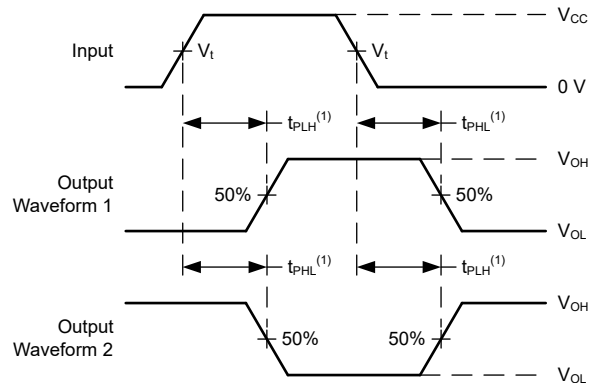 V_CC
Input
V_t
V_t
0 V
t_PLH^(1)
t_PHL^(1)
V_OH
Output
Waveform 1
50%
50%
V_OL
t_PHL^(1)
t_PLH^(1)
V_OH
Output
Waveform 2
50%
50%
V_OL